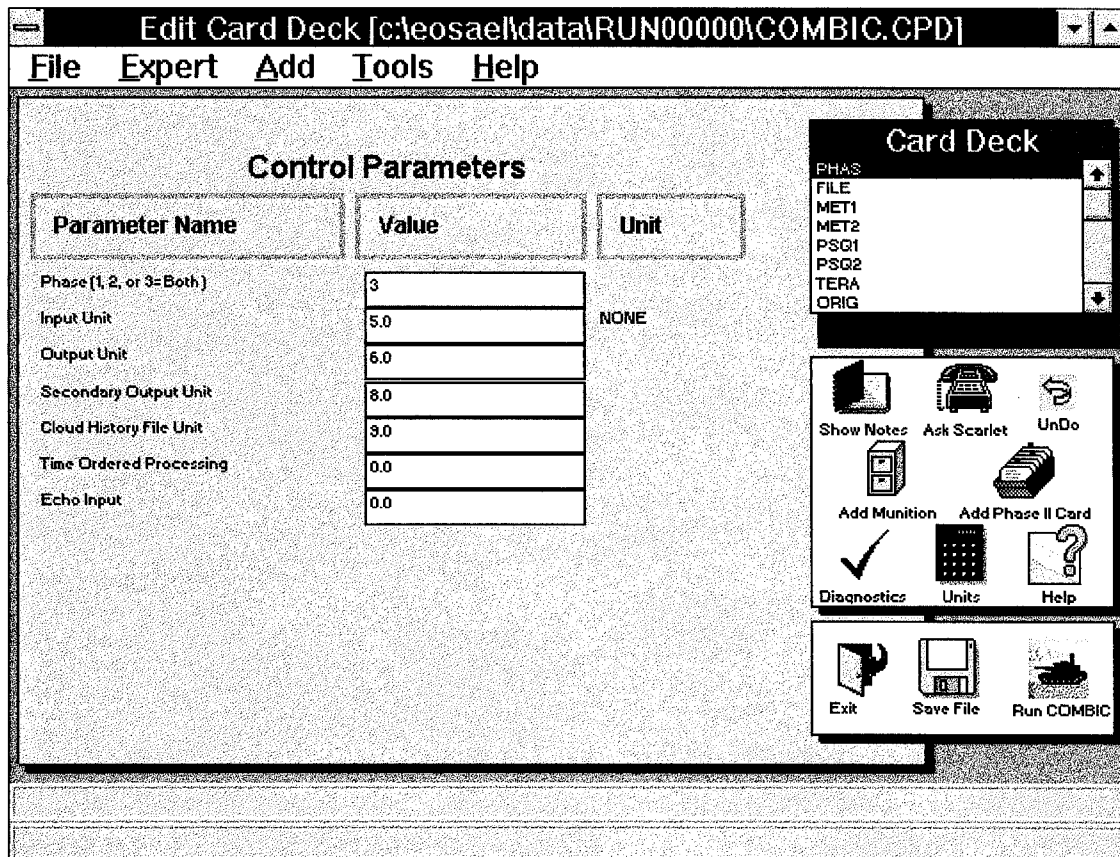 Edit Card Deck [c:\eosael\data\RUN00000\COMBIC.CPD]
File Expert Add Tools Help
Control Parameters
Parameter Name Value Unit
Phase (1, 2, or 3=Both) 3
Input Unit 5.0 NONE
Output Unit 6.0
Secondary Output Unit 8.0
Cloud History File Unit 9.0
Time Ordered Processing 0.0
Echo Input 0.0
Card Deck
PHAS
FILE
MET1
MET2
PSQ1
PSQ2
TERA
ORIG
Show Notes Ask Scarlet UnDo
Add Munition Add Phase II Card
Diagnostics Units Help
Exit Save File Run COMBIC